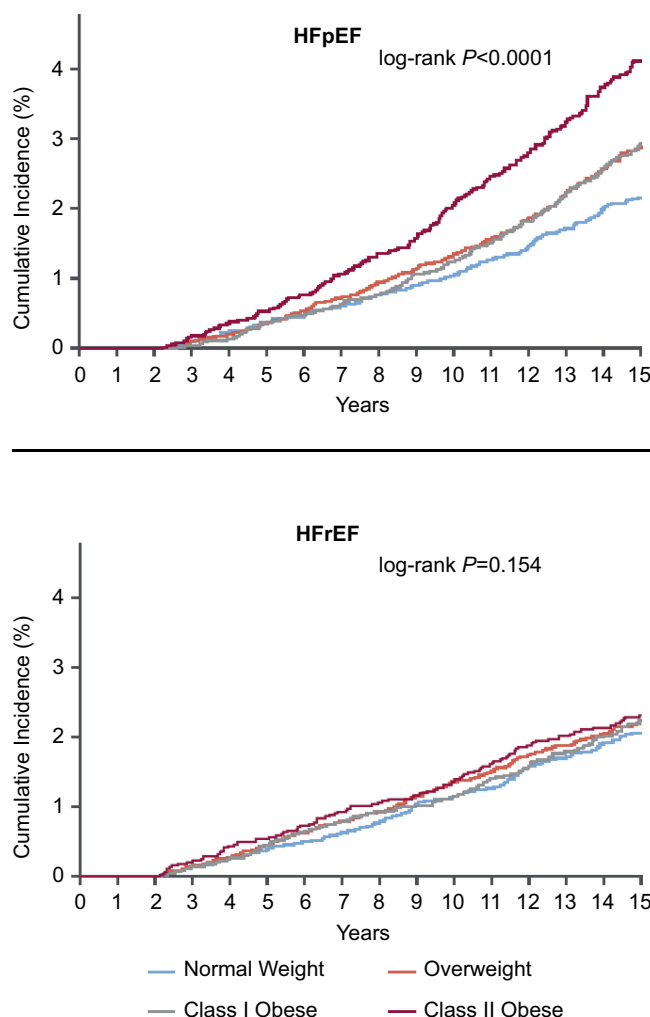 HFpEF
log-rank P<0.0001
Cumulative Incidence (%)
4
3
2
1
0
0 1 2 3 4 5 6 7 8 9 10 11 12 13 14 15
Years
HFrEF
log-rank P=0.154
Cumulative Incidence (%)
4
3
2
1
0
0 1 2 3 4 5 6 7 8 9 10 11 12 13 14 15
Years
Normal Weight Overweight
Class I Obese Class II Obese